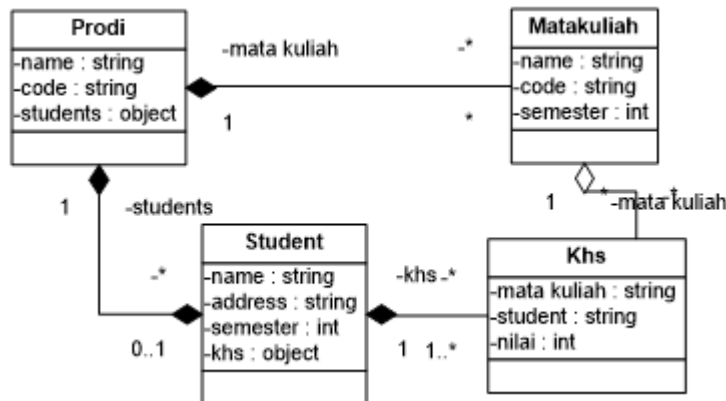 Prodi
-name : string
-code : string
-students : object
-mata kuliah
-*
1
*
Matakuliah
-name : string
-code : string
-semester : int
1
-students
-*
0..1
1
*
-*
-mata kuliah
Student
-name : string
-address : string
-semester : int
-khs : object
-khs
-*
1
1..*
Khs
-mata kuliah : string
-student : string
-nilai : int